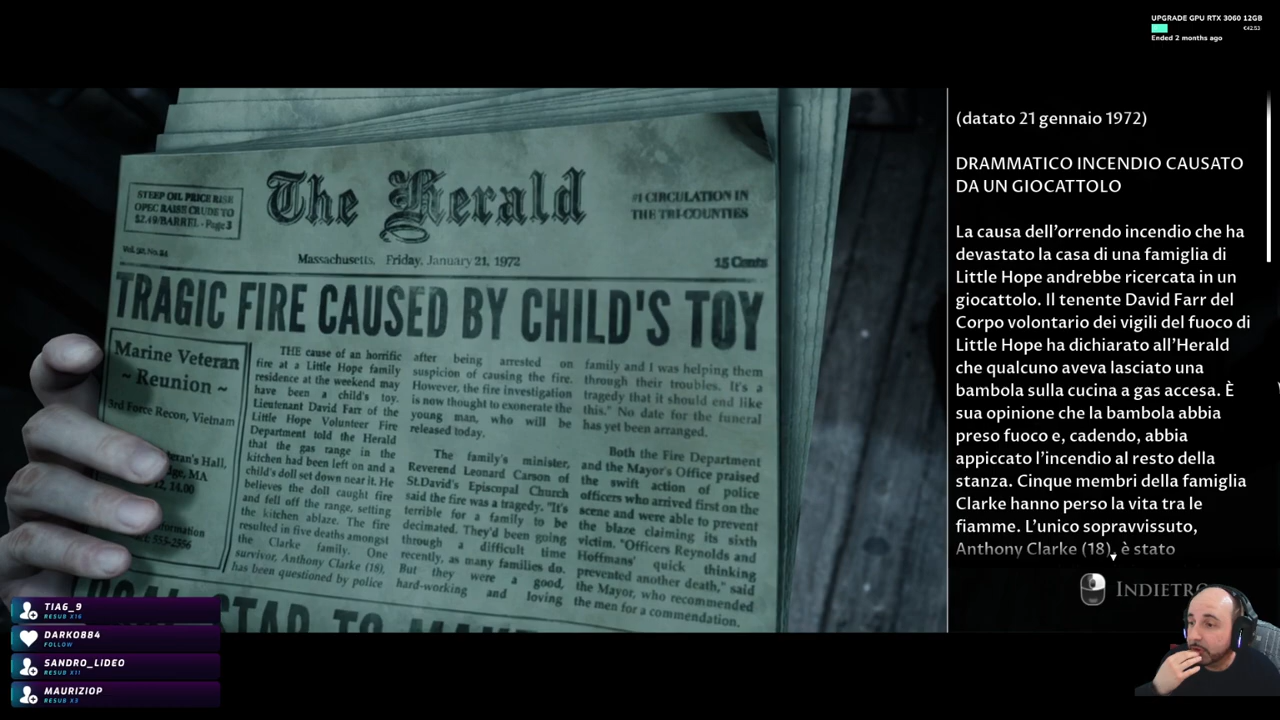 UPGRADE GPU RTX 3060 12GB
€42.53
Ended 2 months ago
STEEP OIL PRICE RISE
OPEC RAISE CRUDE TO
$2.49/BARREL - Page 3
The Herald
#1 CIRCULATION IN
THE TRI-COUNTIES
Massachusetts, Friday, January 21, 1972
15 Cents
TRAGIC FIRE CAUSED BY CHILD'S TOY
Marine Veteran
~ Reunion ~
3rd Force Recon, Vietnam
Hall,
MA
14.00
555-2356
THE cause of an horrific
fire at a Little Hope family
residence at the weekend may
have been a child's toy.
Lieutenant David Farr of the
Little Hope Volunteer Fire
Department told the Herald
that the gas range in the
kitchen had been left on and a
child's doll set down near it. He
believes the doll caught fire
and fell off the range, setting
the kitchen ablaze. The fire
resulted in five deaths amongst
the Clarke family. One
survivor, Anthony Clarke (18),
has been questioned by police
after being arrested on
suspicion of causing the fire.
However, the fire investigation
is now thought to exonerate the
young man, who will be
released today.
The family's minister,
Reverend Leonard Carson of
St.David's Episcopal Church
said the fire was a tragedy. "It's
terrible for a family to be
decimated. They'd been going
through a difficult time
recently, as many families do.
But they were a good,
hard-working and loving
family and I was helping them
through their troubles. It's a
tragedy that it should end like
this." No date for the funeral
has yet been arranged.
Both the Fire Department
and the Mayor's Office praised
the swift action of police
officers who arrived first on the
scene and were able to prevent
the blaze claiming its sixth
victim. "Officers Reynolds and
Hoffmans' quick thinking
prevented another death," said
the Mayor, who recommended
the men for a commendation.
STAR TO
(datato 21 gennaio 1972)
DRAMMATICO INCENDIO CAUSATO
DA UN GIOCATTOLO
La causa dell'orrendo incendio che ha
devastato la casa di una famiglia di
Little Hope andrebbe ricercata in un
giocattolo. Il tenente David Farr del
Corpo volontario dei vigili del fuoco di
Little Hope ha dichiarato all'Herald
che qualcuno aveva lasciato una
bambola sulla cucina a gas accesa. È
sua opinione che la bambola abbia
preso fuoco e, cadendo, abbia
appiccato l'incendio al resto della
stanza. Cinque membri della famiglia
Clarke hanno perso la vita tra le
fiamme. L'unico sopravvissuto,
Anthony Clarke (18), è stato
INDIETRO
TIA6_9
RESUB X16
DARKO884
FOLLOW
SANDRO_LIDEO
RESUB X11
MAURIZIOP
RESUB X3